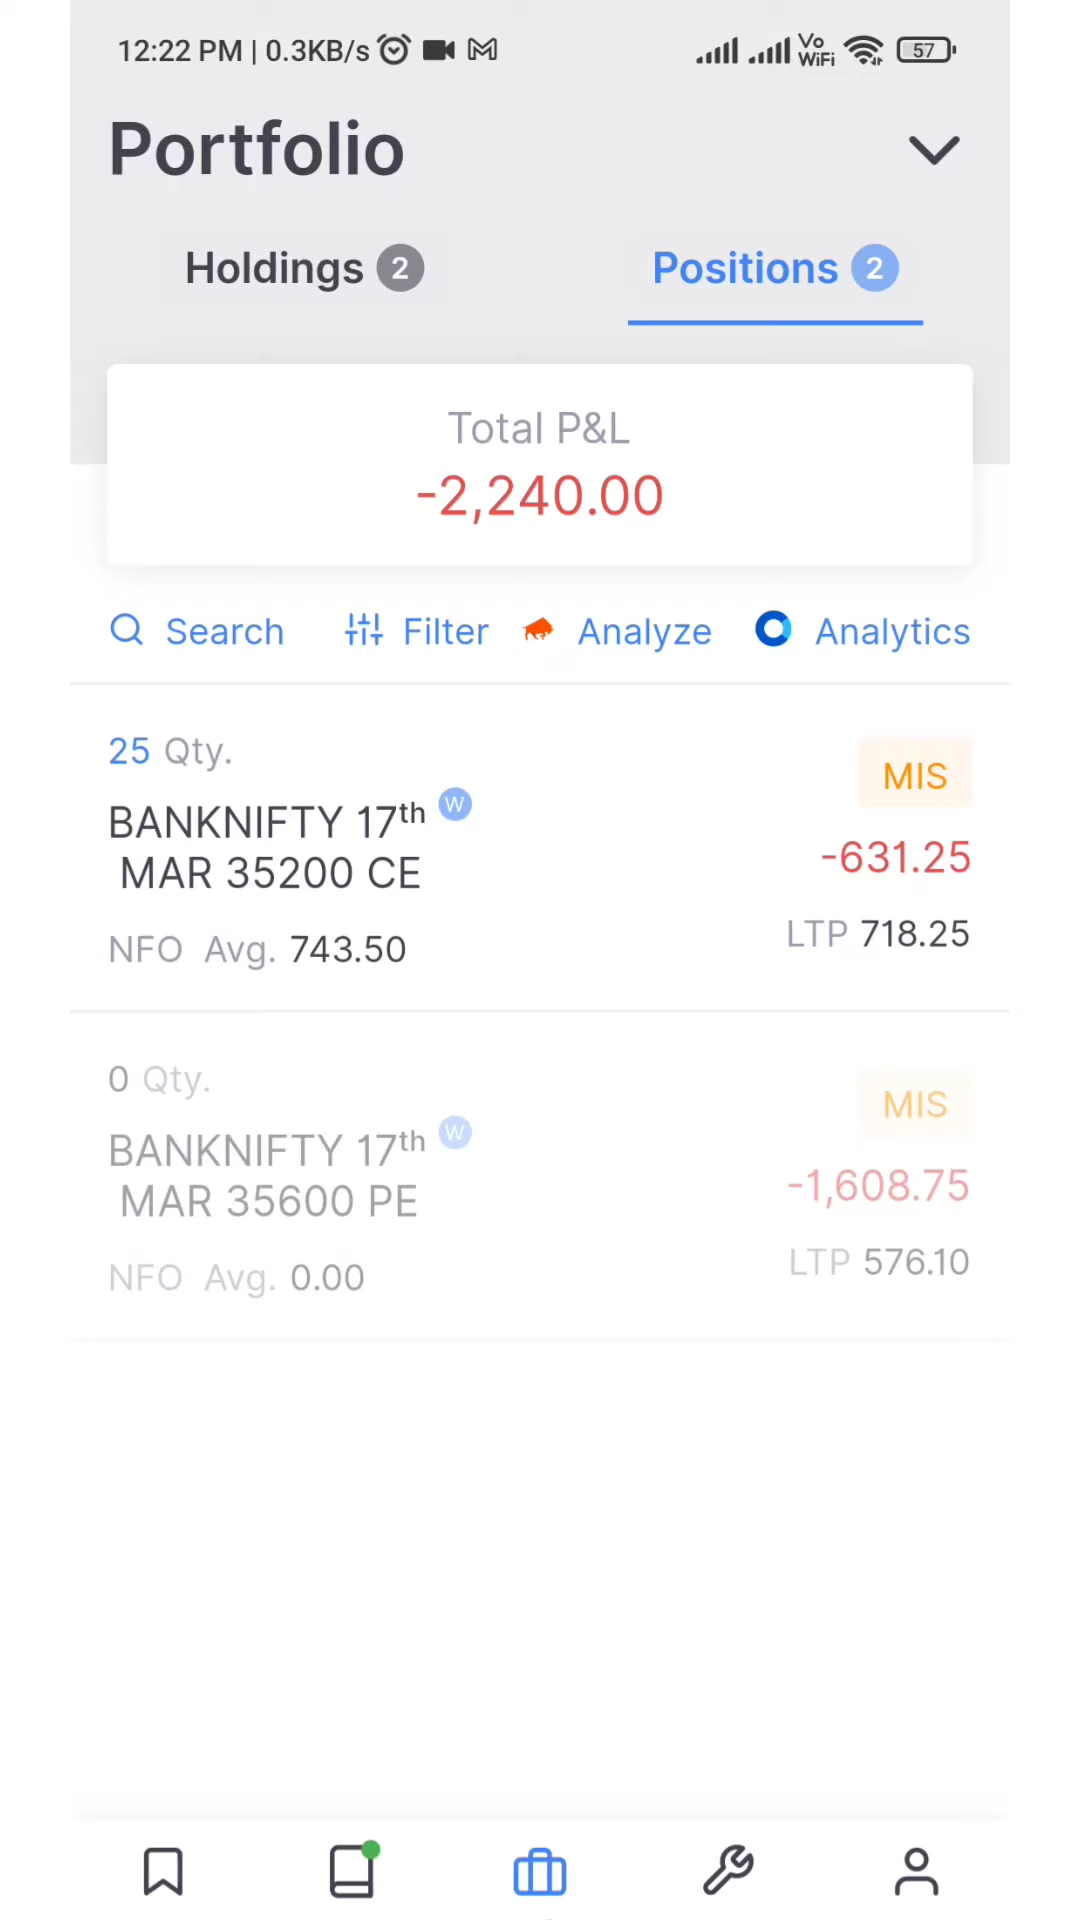 12:22 PM | 0.3KB/s Vo WiFi 57
Portfolio
Holdings 2 Positions 2
Total P&L
-2,240.00
Search Filter Analyze Analytics
25 Qty. MIS
BANKNIFTY 17th W
MAR 35200 CE -631.25
NFO Avg. 743.50 LTP 718.25
0 Qty. MIS
BANKNIFTY 17th W
MAR 35600 PE -1,608.75
NFO Avg. 0.00 LTP 576.10